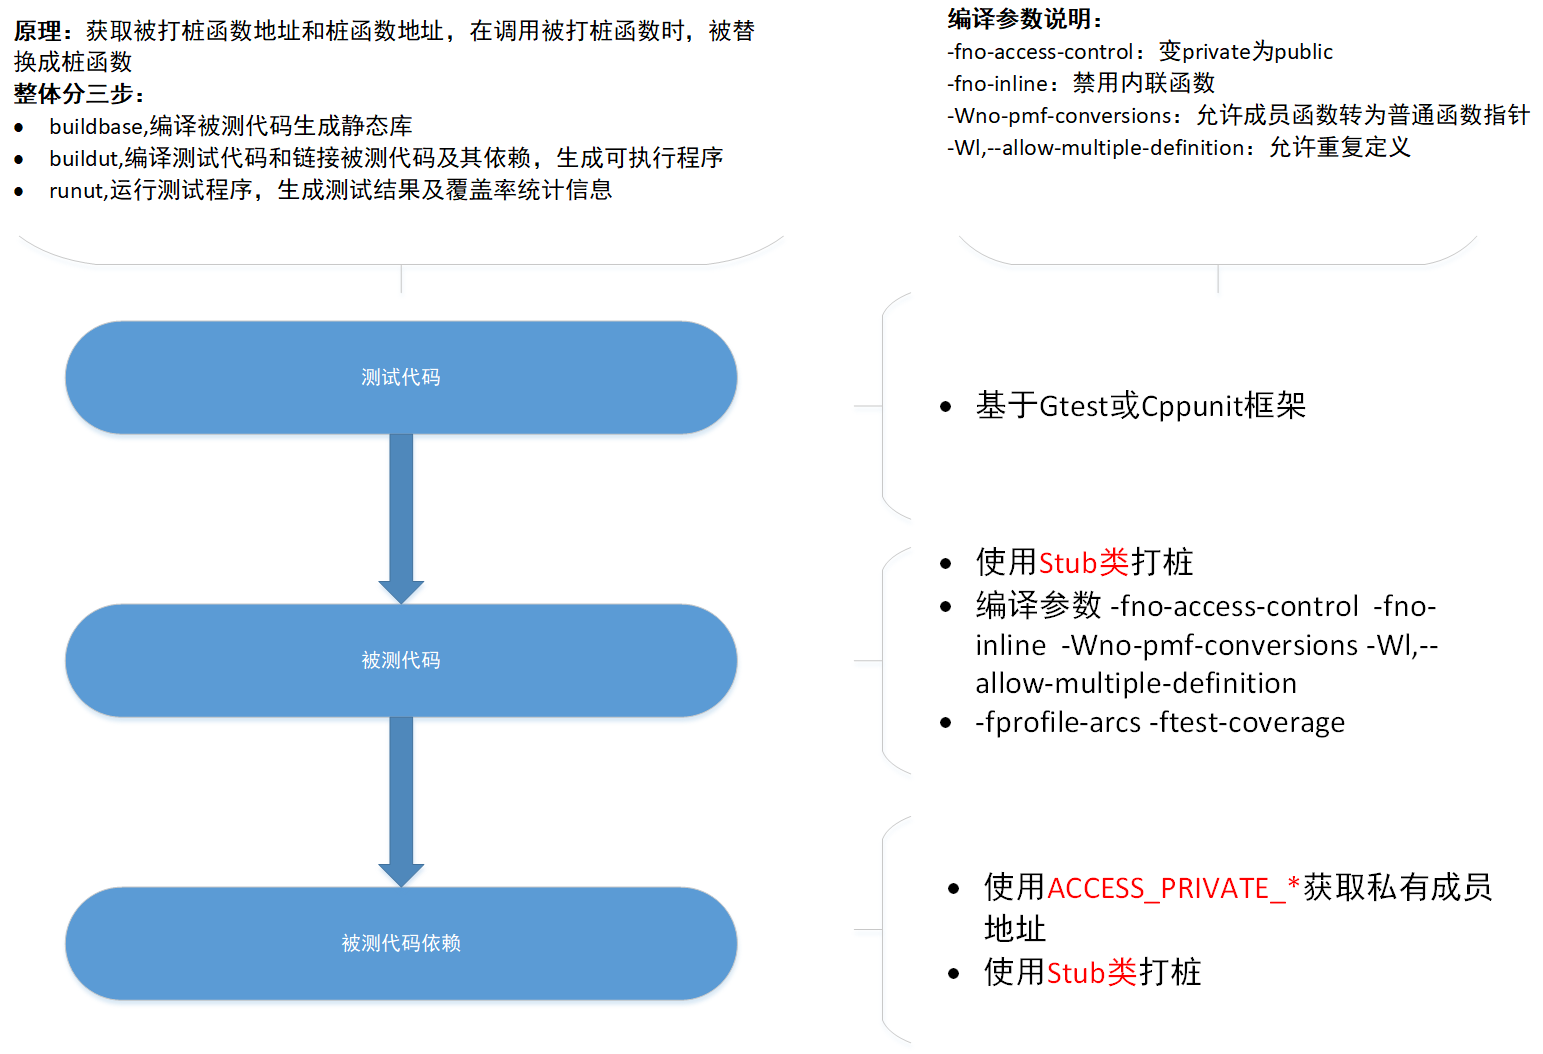 原理：获取被打桩函数地址和桩函数地址，在调用被打桩函数时，被替
换成桩函数
整体分三步：
• buildbase,编译被测代码生成静态库
• buildut,编译测试代码和链接被测代码及其依赖，生成可执行程序
• runut,运行测试程序，生成测试结果及覆盖率统计信息
编译参数说明：
-fno-access-control：变private为public
-fno-inline：禁用内联函数
-Wno-pmf-conversions：允许成员函数转为普通函数指针
-Wl,--allow-multiple-definition：允许重复定义
测试代码
• 基于Gtest或Cppunit框架
被测代码
• 使用Stub类打桩
• 编译参数 -fno-access-control -fno-
inline -Wno-pmf-conversions -Wl,--
allow-multiple-definition
• -fprofile-arcs -ftest-coverage
被测代码依赖
• 使用ACCESS_PRIVATE_*获取私有成员
地址
• 使用Stub类打桩